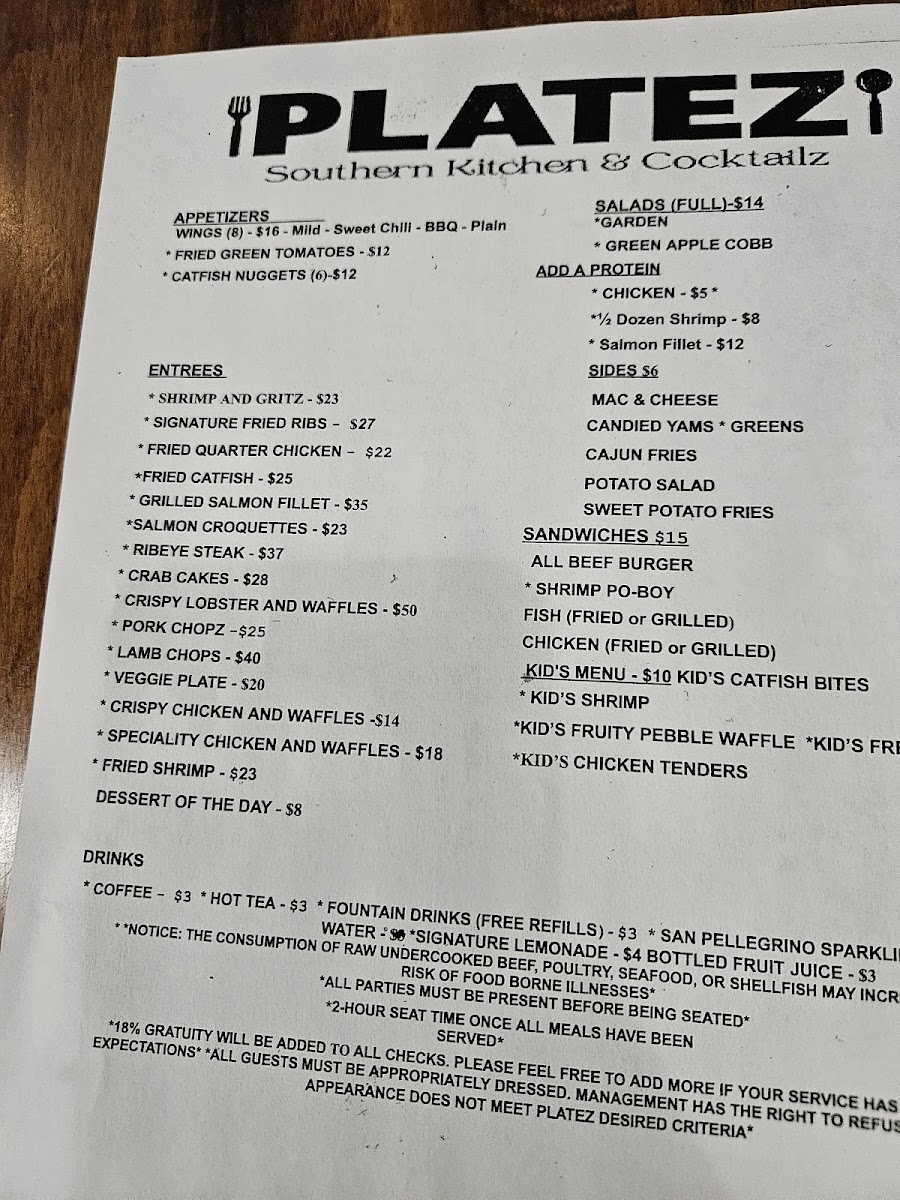 PLATEZ
Southern Kitchen & Cocktailz
APPETIZERS
WINGS (8) - $16 - Mild - Sweet Chili - BBQ - Plain
* FRIED GREEN TOMATOES - $12
* CATFISH NUGGETS (6)-$12
ENTREES
* SHRIMP AND GRITZ - $23
* SIGNATURE FRIED RIBS - $27
* FRIED QUARTER CHICKEN - $22
*FRIED CATFISH - $25
* GRILLED SALMON FILLET - $35
*SALMON CROQUETTES - $23
* RIBEYE STEAK - $37
* CRAB CAKES - $28
* CRISPY LOBSTER AND WAFFLES - $50
* PORK CHOPZ -$25
* LAMB CHOPS - $40
* VEGGIE PLATE - $20
* CRISPY CHICKEN AND WAFFLES -$14
* SPECIALITY CHICKEN AND WAFFLES - $18
* FRIED SHRIMP - $23
DESSERT OF THE DAY - $8
SALADS (FULL)-$14
*GARDEN
* GREEN APPLE COBB
ADD A PROTEIN
* CHICKEN - $5 *
*½ Dozen Shrimp - $8
* Salmon Fillet - $12
SIDES $6
MAC & CHEESE
CANDIED YAMS * GREENS
CAJUN FRIES
POTATO SALAD
SWEET POTATO FRIES
SANDWICHES $15
ALL BEEF BURGER
* SHRIMP PO-BOY
FISH (FRIED or GRILLED)
CHICKEN (FRIED or GRILLED)
KID'S MENU - $10 KID'S CATFISH BITES
* KID'S SHRIMP
*KID'S FRUITY PEBBLE WAFFLE *KID'S FRE
*KID'S CHICKEN TENDERS
DRINKS
* COFFEE - $3 * HOT TEA - $3 * FOUNTAIN DRINKS (FREE REFILLS) - $3 * SAN PELLEGRINO SPARKLI
WATER - *SIGNATURE LEMONADE - $4 BOTTLED FRUIT JUICE - $3
* *NOTICE: THE CONSUMPTION OF RAW UNDERCOOKED BEEF, POULTRY, SEAFOOD, OR SHELLFISH MAY INCR
RISK OF FOOD BORNE ILLNESSES*
*ALL PARTIES MUST BE PRESENT BEFORE BEING SEATED*
*2-HOUR SEAT TIME ONCE ALL MEALS HAVE BEEN
SERVED*
*18% GRATUITY WILL BE ADDED TO ALL CHECKS. PLEASE FEEL FREE TO ADD MORE IF YOUR SERVICE HAS
EXPECTATIONS* *ALL GUESTS MUST BE APPROPRIATELY DRESSED. MANAGEMENT HAS THE RIGHT TO REFUS
APPEARANCE DOES NOT MEET PLATEZ DESIRED CRITERIA*